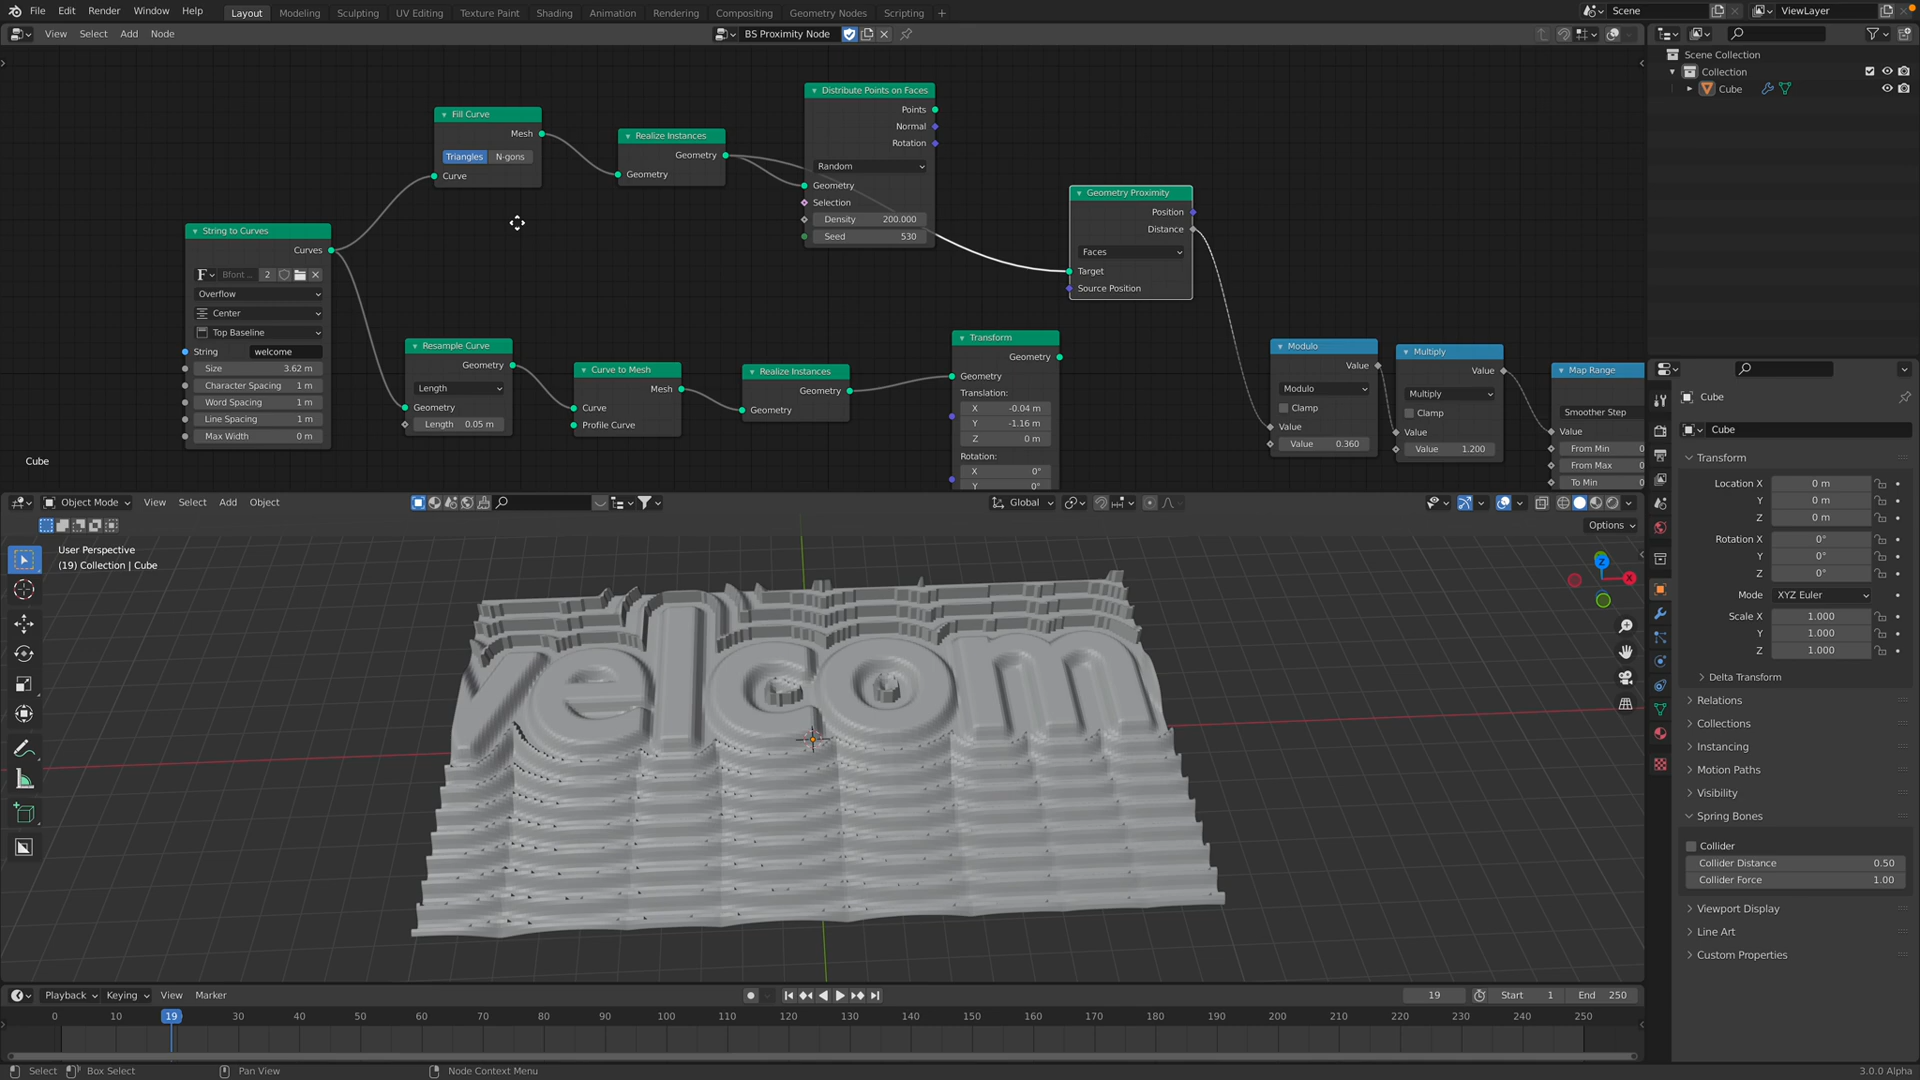 File Edit Render Window Help Layout Modeling Sculpting UV Editing Texture Paint Shading Animation Rendering Compositing Geometry Nodes Scripting + Scene ViewLayer
View Select Add Node BS Proximity Node
Scene Collection
Collection
Cube
Distribute Points on Faces
Points
Normal
Rotation
Random
Geometry
Selection
Density 200.000
Seed 530
Fill Curve
Mesh
Triangles N-gons
Curve
Realize Instances
Geometry
Geometry
Geometry Proximity
Position
Distance
Faces
Target
Source Position
String to Curves
Curves
F Bfont ... 2
Overflow
Center
Top Baseline
String welcome
Size 3.62 m
Character Spacing 1 m
Word Spacing 1 m
Line Spacing 1 m
Max Width 0 m
Resample Curve
Geometry
Length
Geometry
Length 0.05 m
Curve to Mesh
Mesh
Curve
Profile Curve
Realize Instances
Geometry
Geometry
Transform
Geometry
Geometry
Translation:
X -0.04 m
Y -1.16 m
Z 0 m
Rotation:
X 0°
Y 0°
Modulo
Value
Modulo
Clamp
Value
Value 0.360
Multiply
Value
Multiply
Clamp
Value
Value 1.200
Map Range
Smoother Step
Value
From Min 0
From Max 0
To Min 0
Cube
Object Mode View Select Add Object Global
Options
User Perspective
(19) Collection | Cube
Z
X
welcom
Cube
Cube
Transform
Location X 0 m
Y 0 m
Z 0 m
Rotation X 0°
Y 0°
Z 0°
Mode XYZ Euler
Scale X 1.000
Y 1.000
Z 1.000
Delta Transform
Relations
Collections
Instancing
Motion Paths
Visibility
Spring Bones
Collider
Collider Distance 0.50
Collider Force 1.00
Viewport Display
Line Art
Custom Properties
Playback Keying View Marker 19 Start 1 End 250
0 10 19 30 40 50 60 70 80 90 100 110 120 130 140 150 160 170 180 190 200 210 220 230 240 250
Select Box Select Pan View Node Context Menu 3.0.0 Alpha